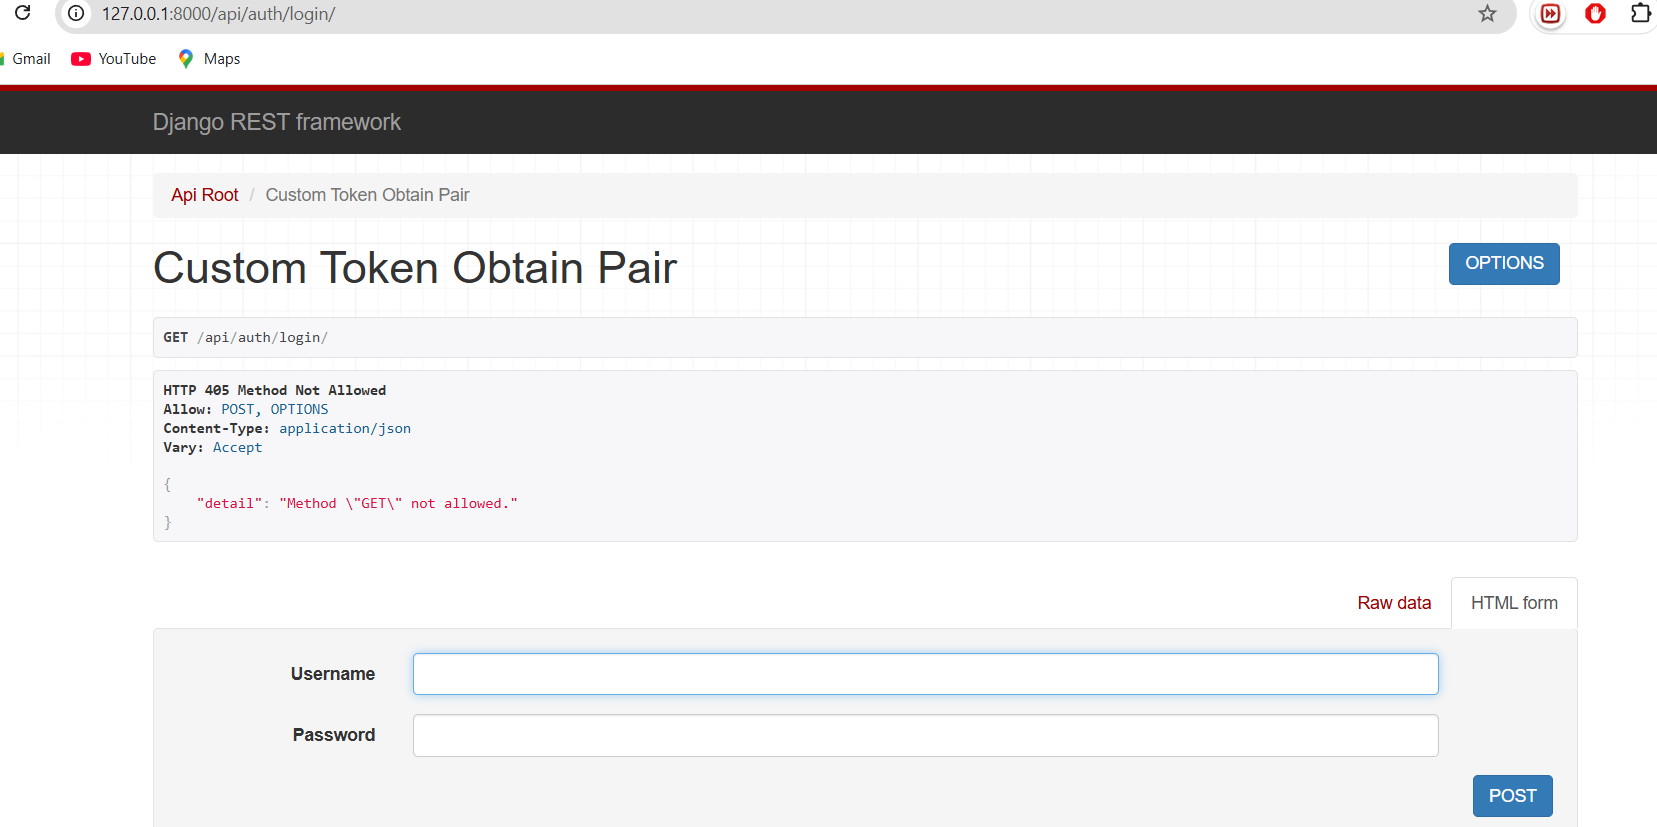 127.0.0.1:8000/api/auth/login/
Gmail YouTube Maps
Django REST framework
Api Root / Custom Token Obtain Pair
Custom Token Obtain Pair
OPTIONS
GET /api/auth/login/
HTTP 405 Method Not Allowed
Allow: POST, OPTIONS
Content-Type: application/json
Vary: Accept
{
    "detail": "Method \"GET\" not allowed."
}
Raw data HTML form
Username
Password
POST